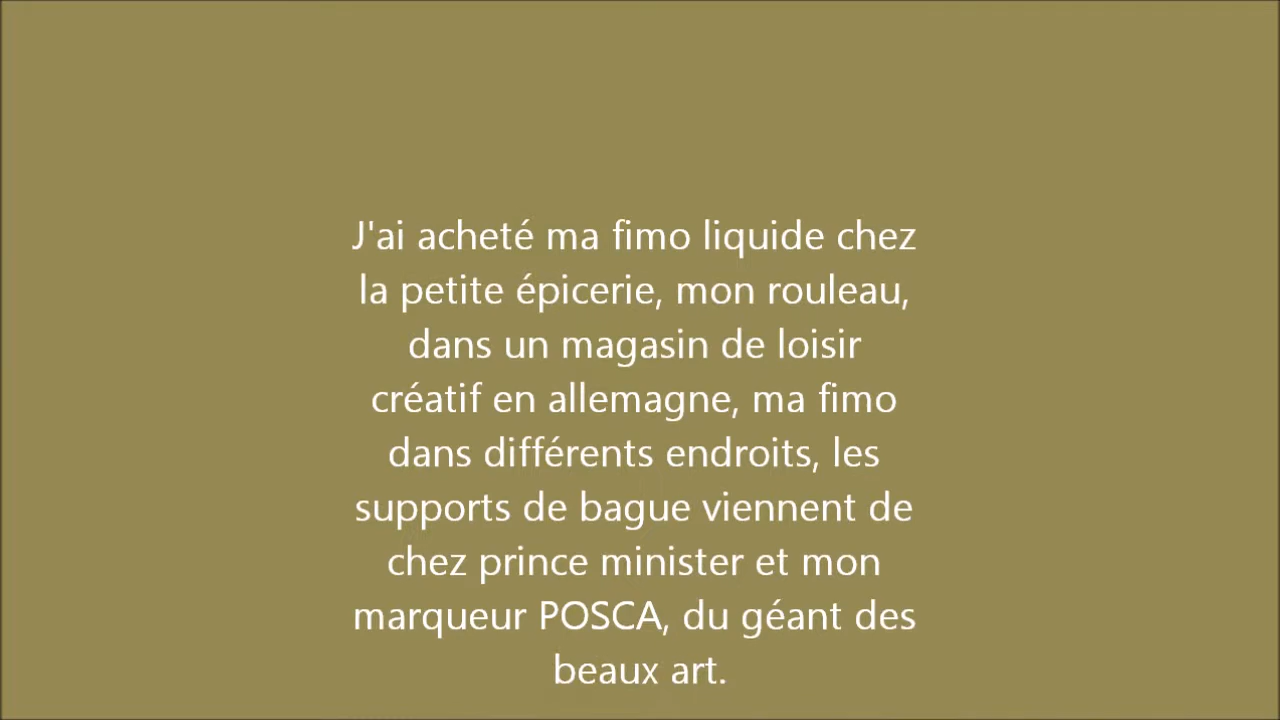 J'ai acheté ma fimo liquide chez
la petite épicerie, mon rouleau,
dans un magasin de loisir
créatif en allemagne, ma fimo
dans différents endroits, les
supports de bague viennent de
chez prince minister et mon
marqueur POSCA, du géant des
beaux art.